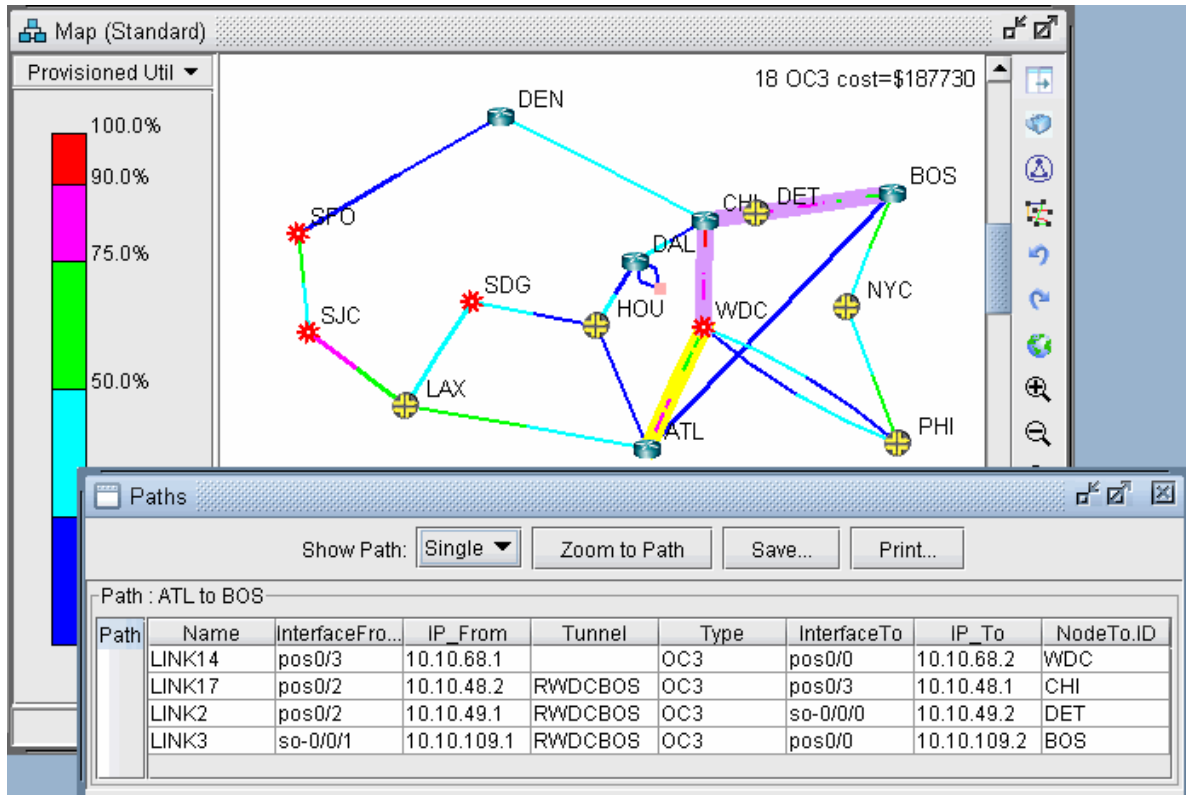 Map (Standard)
Provisioned Util
18 OC3 cost=$187730
100.0%
90.0%
75.0%
50.0%
DEN
BOS
CHI
DET
SFO
DAL
SDG
HOU
WDC
NYC
SJC
LAX
ATL
PHI
Paths
Show Path: Single Zoom to Path Save... Print...
Path : ATL to BOS
Path Name InterfaceFro... IP_From Tunnel Type InterfaceTo IP_To NodeTo.ID
LINK14 pos0/3 10.10.68.1 OC3 pos0/0 10.10.68.2 WDC
LINK17 pos0/2 10.10.48.2 RWDCBOS OC3 pos0/3 10.10.48.1 CHI
LINK2 pos0/2 10.10.49.1 RWDCBOS OC3 so-0/0/0 10.10.49.2 DET
LINK3 so-0/0/1 10.10.109.1 RWDCBOS OC3 pos0/0 10.10.109.2 BOS